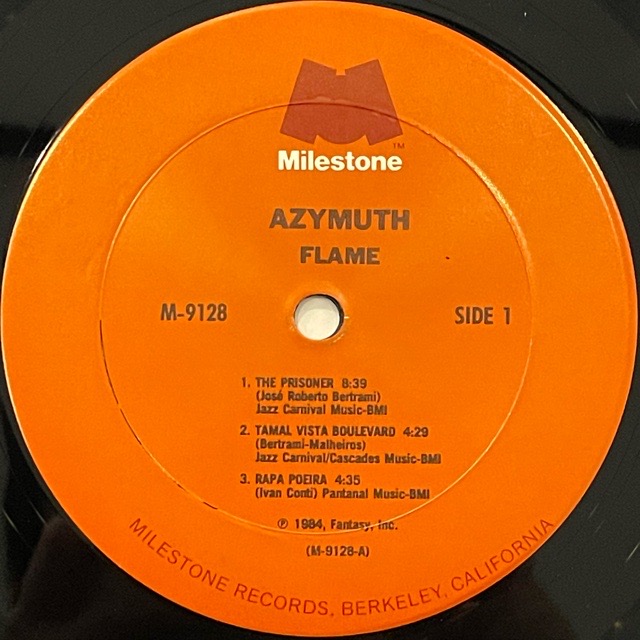 TM
Milestone
AZYMUTH
FLAME
M-9128
SIDE 1
1. THE PRISONER 8:39
(José Roberto Bertrami)
Jazz Carnival Music-BMI
2. TAMAL VISTA BOULEVARD 4:29
(Bertrami-Malheiros)
Jazz Carnival/Cascades Music-BMI
3. RAPA POEIRA 4:35
(Ivan Conti) Pantanal Music-BMI
℗ 1984, Fantasy, Inc.
(M-9128-A)
MILESTONE RECORDS, BERKELEY, CALIFORNIA